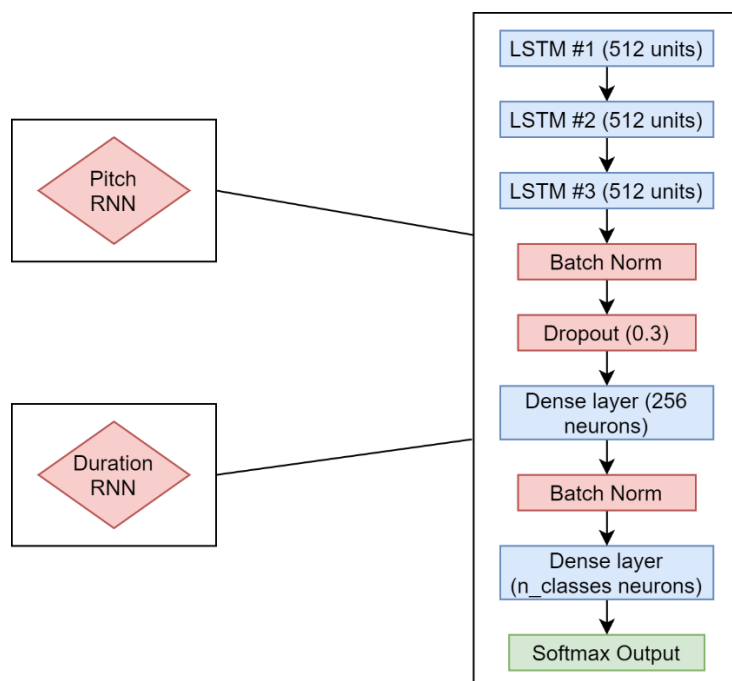 Pitch
RNN
Duration
RNN
LSTM #1 (512 units)
LSTM #2 (512 units)
LSTM #3 (512 units)
Batch Norm
Dropout (0.3)
Dense layer (256
neurons)
Batch Norm
Dense layer
(n_classes neurons)
Softmax Output